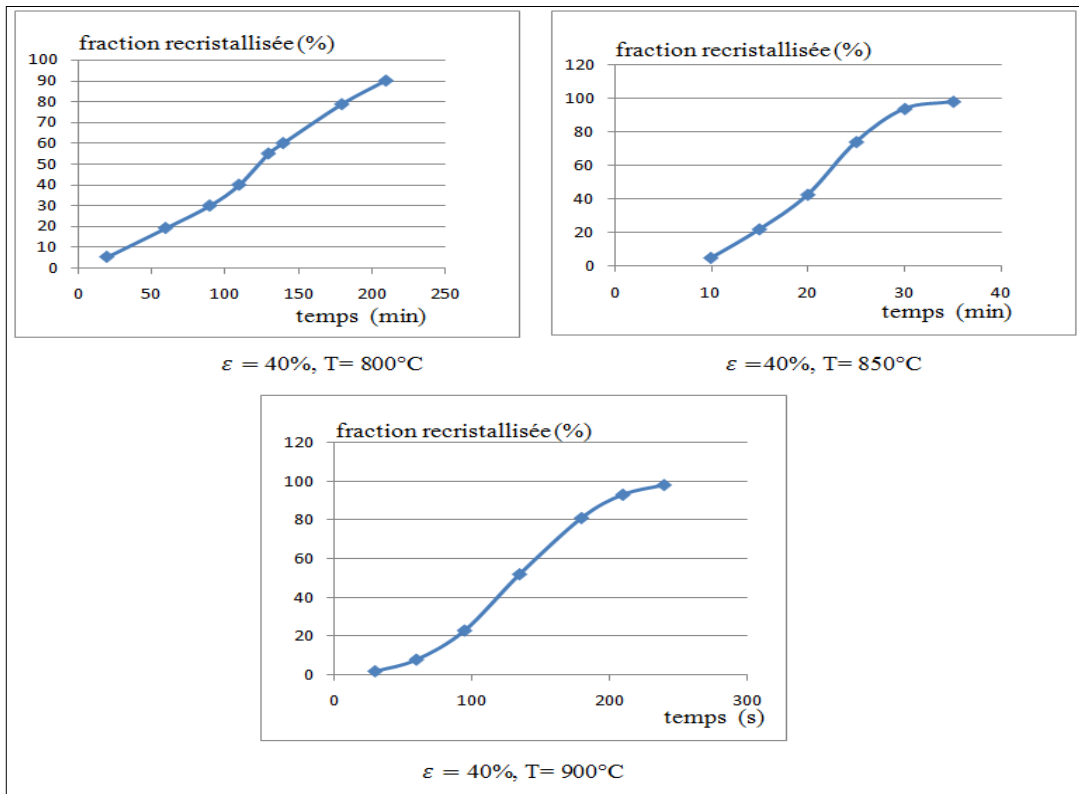 fraction recristallisée (%)
100
90
80
70
60
50
40
30
20
10
0
0 50 100 150 200 250
temps (min)
ε = 40%, T= 800°C
fraction recristallisée (%)
120
100
80
60
40
20
0
0 10 20 30 40
temps (min)
ε =40%, T= 850°C
fraction recristallisée (%)
120
100
80
60
40
20
0
0 100 200 300
temps (s)
ε = 40%, T= 900°C